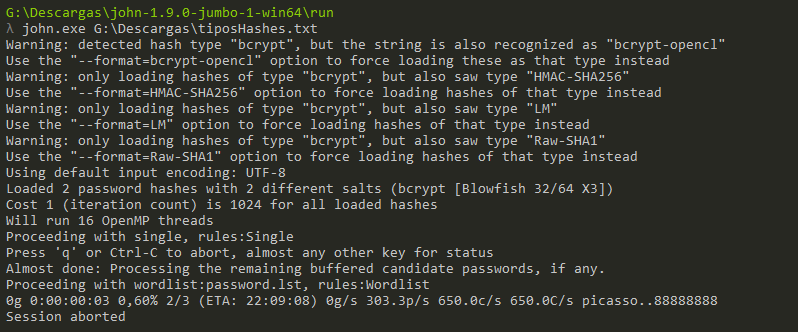 G:\Descargas\john-1.9.0-jumbo-1-win64\run
λ john.exe G:\Descargas\tiposHashes.txt
Warning: detected hash type "bcrypt", but the string is also recognized as "bcrypt-opencl"
Use the "--format=bcrypt-opencl" option to force loading these as that type instead
Warning: only loading hashes of type "bcrypt", but also saw type "HMAC-SHA256"
Use the "--format=HMAC-SHA256" option to force loading hashes of that type instead
Warning: only loading hashes of type "bcrypt", but also saw type "LM"
Use the "--format=LM" option to force loading hashes of that type instead
Warning: only loading hashes of type "bcrypt", but also saw type "Raw-SHA1"
Use the "--format=Raw-SHA1" option to force loading hashes of that type instead
Using default input encoding: UTF-8
Loaded 2 password hashes with 2 different salts (bcrypt [Blowfish 32/64 X3])
Cost 1 (iteration count) is 1024 for all loaded hashes
Will run 16 OpenMP threads
Proceeding with single, rules:Single
Press 'q' or Ctrl-C to abort, almost any other key for status
Almost done: Processing the remaining buffered candidate passwords, if any.
Proceeding with wordlist:password.lst, rules:Wordlist
0g 0:00:00:03 0,60% 2/3 (ETA: 22:09:08) 0g/s 303.3p/s 650.0c/s 650.0C/s picasso..88888888
Session aborted